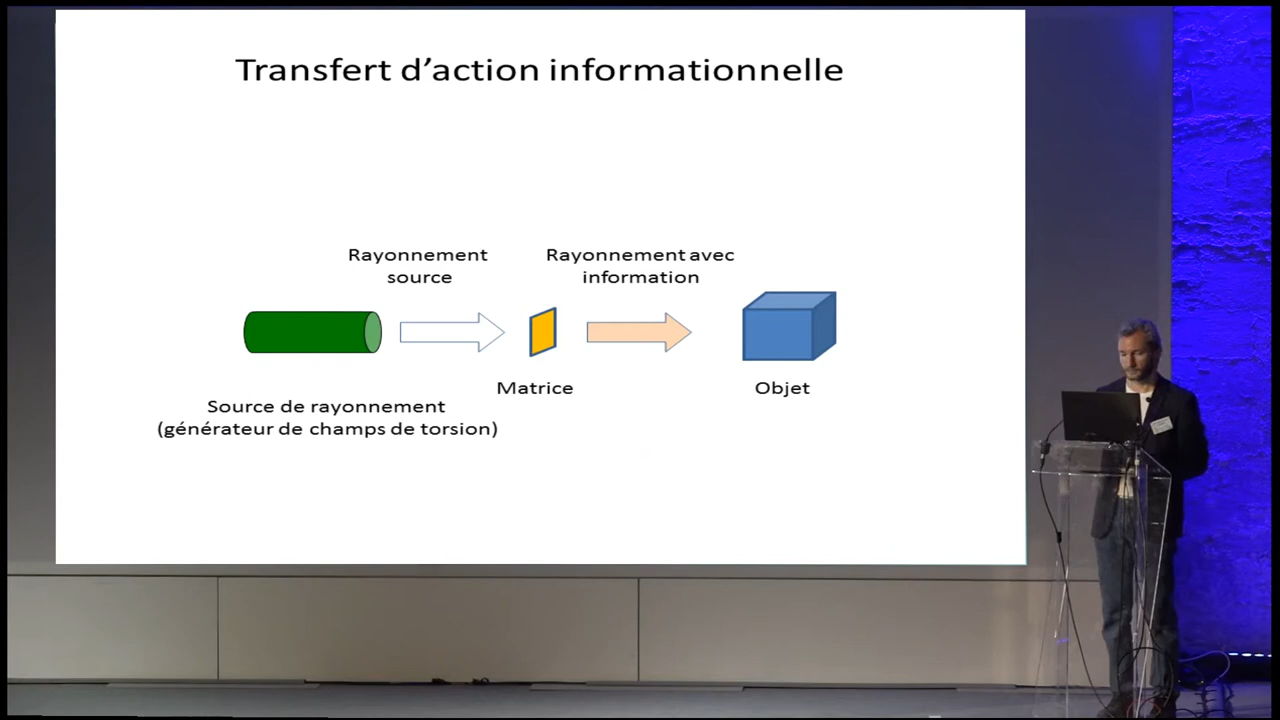 Transfert d'action informationnelle
Rayonnement
source
Rayonnement avec
information
Matrice
Objet
Source de rayonnement
(générateur de champs de torsion)